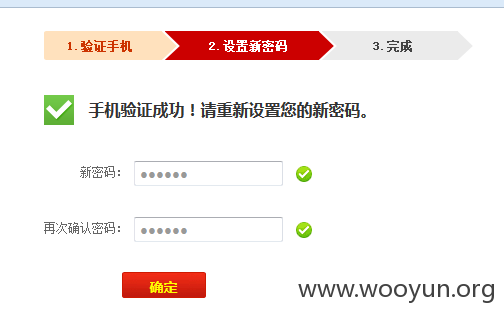 1. 验证手机 2. 设置新密码 3. 完成
手机验证成功！请重新设置您的新密码。
新密码： ●●●●●●
再次确认密码： ●●●●●●
确定
www.wooyun.org